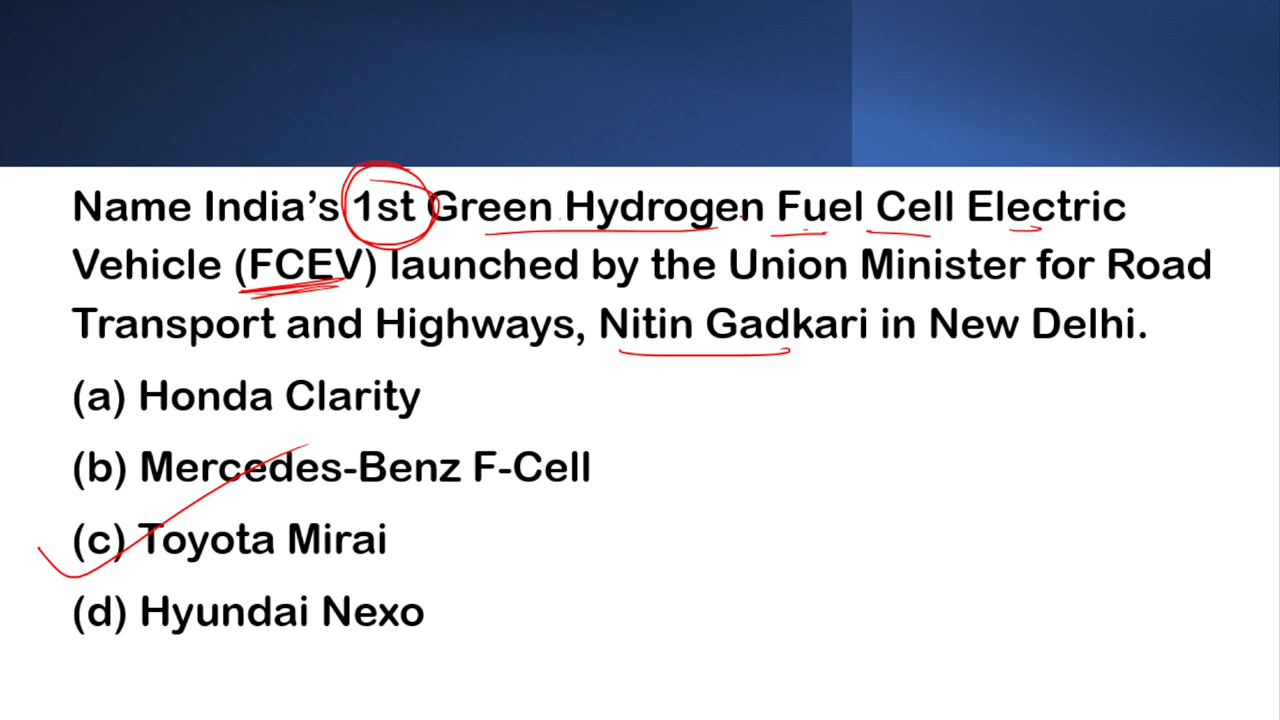 Name India’s 1st Green Hydrogen Fuel Cell Electric
Vehicle (FCEV) launched by the Union Minister for Road
Transport and Highways, Nitin Gadkari in New Delhi.
(a) Honda Clarity
(b) Mercedes-Benz F-Cell
(c) Toyota Mirai
(d) Hyundai Nexo